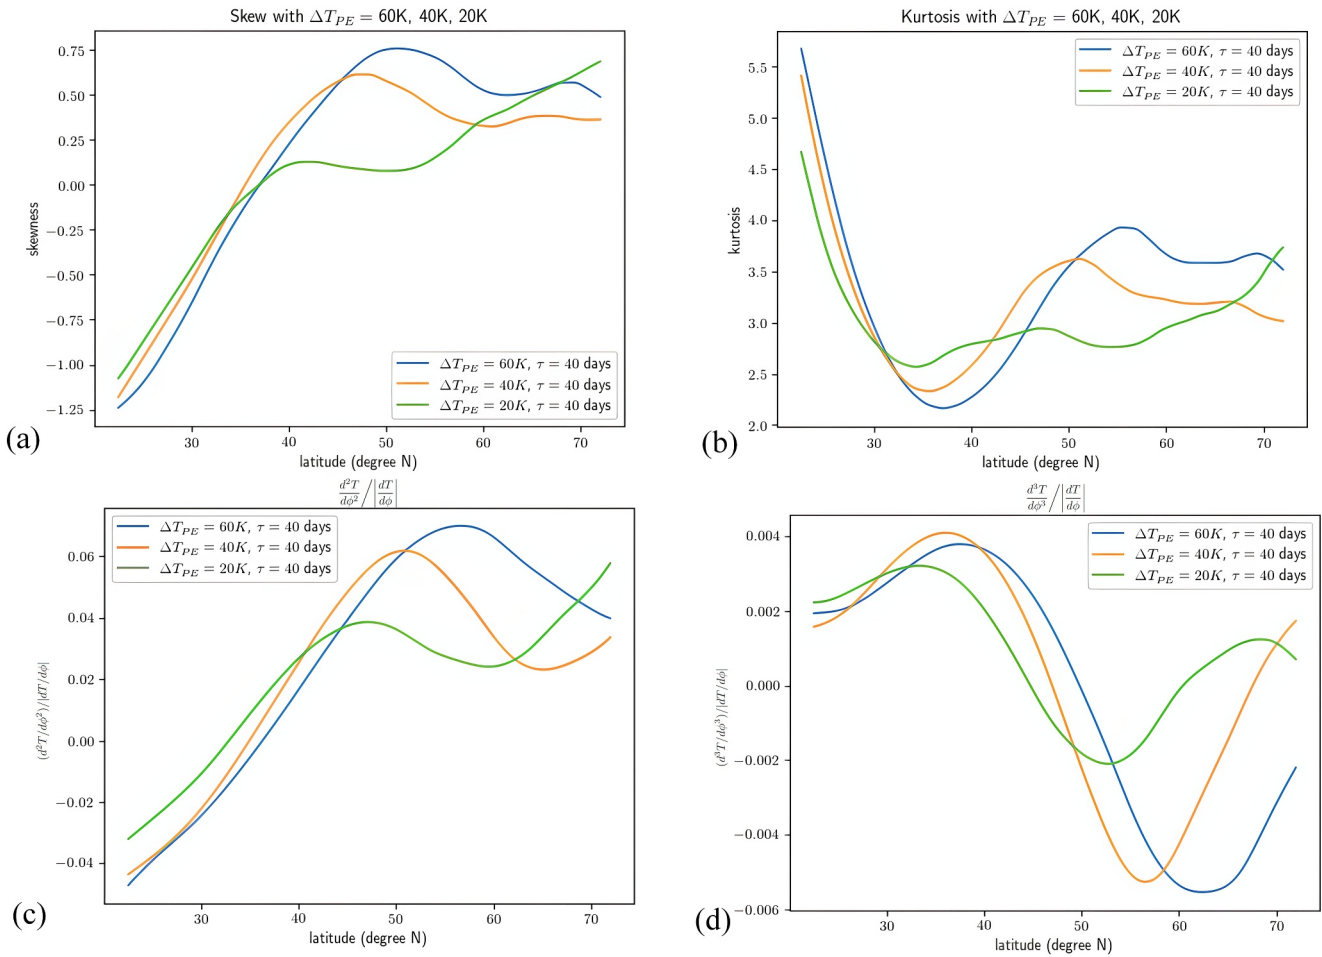 Skew with ΔT_PE = 60K, 40K, 20K
0.75
0.50
0.25
0.00
−0.25
−0.50
−0.75
−1.00
−1.25
skewness
ΔT_PE = 60K, τ = 40 days
ΔT_PE = 40K, τ = 40 days
ΔT_PE = 20K, τ = 40 days
30 40 50 60 70
latitude (degree N)
(a)
Kurtosis with ΔT_PE = 60K, 40K, 20K
5.5
5.0
4.5
4.0
3.5
3.0
2.5
2.0
kurtosis
ΔT_PE = 60K, τ = 40 days
ΔT_PE = 40K, τ = 40 days
ΔT_PE = 20K, τ = 40 days
30 40 50 60 70
latitude (degree N)
(b)
d²T/dϕ² / |dT/dϕ|
ΔT_PE = 60K, τ = 40 days
ΔT_PE = 40K, τ = 40 days
ΔT_PE = 20K, τ = 40 days
0.06
0.04
0.02
0.00
−0.02
−0.04
(d²T/dϕ²)/|dT/dϕ|
30 40 50 60 70
latitude (degree N)
(c)
d³T/dϕ³ / |dT/dϕ|
ΔT_PE = 60K, τ = 40 days
ΔT_PE = 40K, τ = 40 days
ΔT_PE = 20K, τ = 40 days
0.004
0.002
0.000
−0.002
−0.004
−0.006
(d³T/dϕ³)/|dT/dϕ|
30 40 50 60 70
latitude (degree N)
(d)